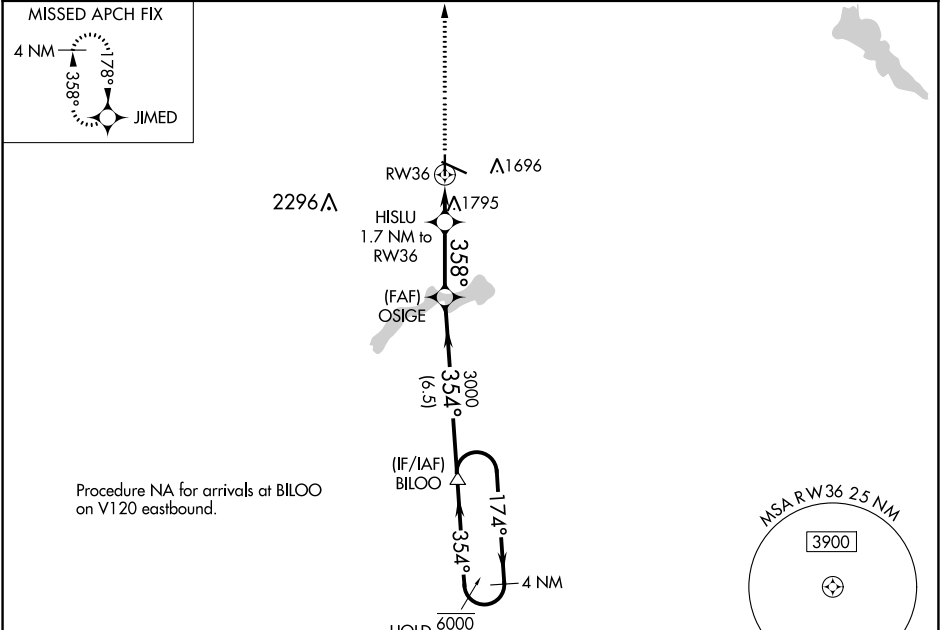 MISSED APCH FIX
4 NM
178°
358°
JIMED
RW36
1696
2296
1795
HISLU
1.7 NM to
RW36
358°
(FAF)
OSIGE
3000
354°
(6.5)
(IF/IAF)
BILOO
Procedure NA for arrivals at BILOO
on V120 eastbound.
174°
354°
4 NM
HOLD 6000
MSA RW36 25 NM
3900